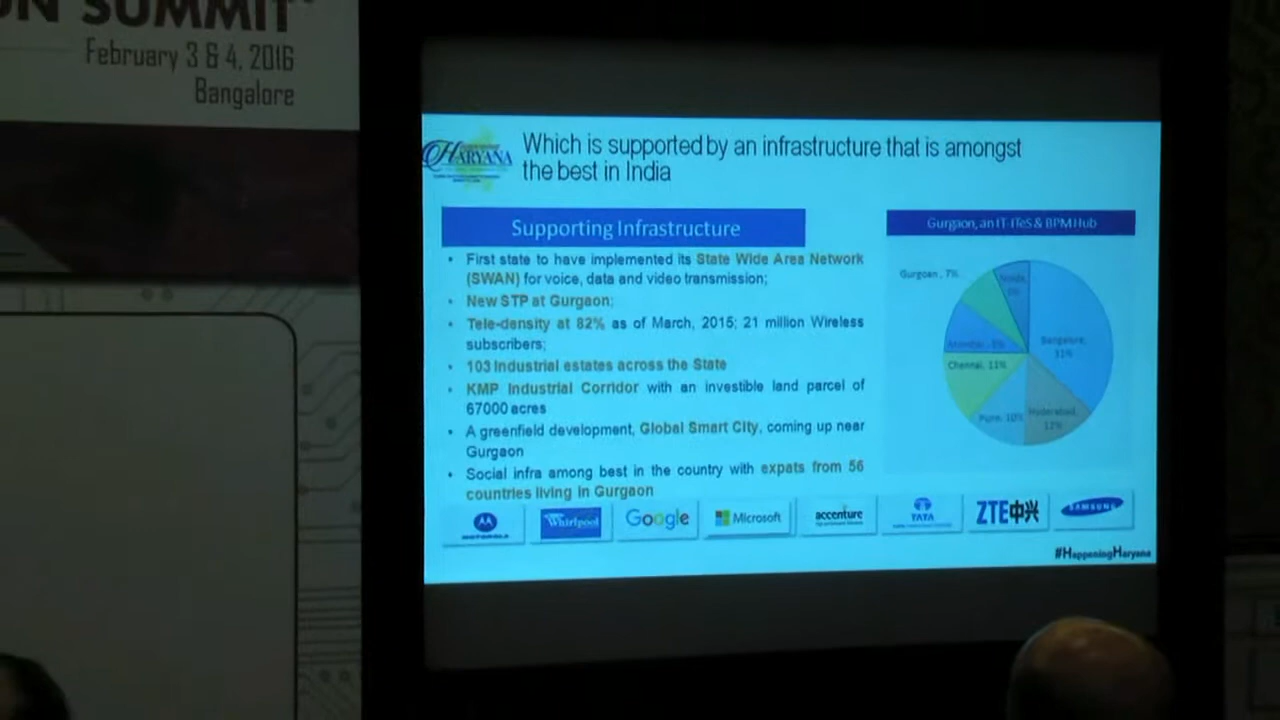 SUMMIT
February 3 & 4, 2016
Bangalore
HARYANA
Which is supported by an infrastructure that is amongst
the best in India
Supporting Infrastructure
• First state to have implemented its State Wide Area Network
(SWAN) for voice, data and video transmission;
• New STP at Gurgaon;
• Tele-density at 82% as of March, 2015; 21 million Wireless
subscribers;
• 103 Industrial estates across the State
• KMP Industrial Corridor with an investible land parcel of
67000 acres
• A greenfield development, Global Smart City, coming up near
Gurgaon
• Social infra among best in the country with expats from 56
countries living in Gurgaon
Gurgaon, an IT-ITeS & BPM Hub
Gurgoan, 7%
Noida,
Bangalore,
31%
Chennai, 11%
Pune, 10%
Hyderabad,
12%
MOTOROLA
Whirlpool
Google
Microsoft
accenture
TATA
ZTE中兴
SAMSUNG
#HappeningHaryana